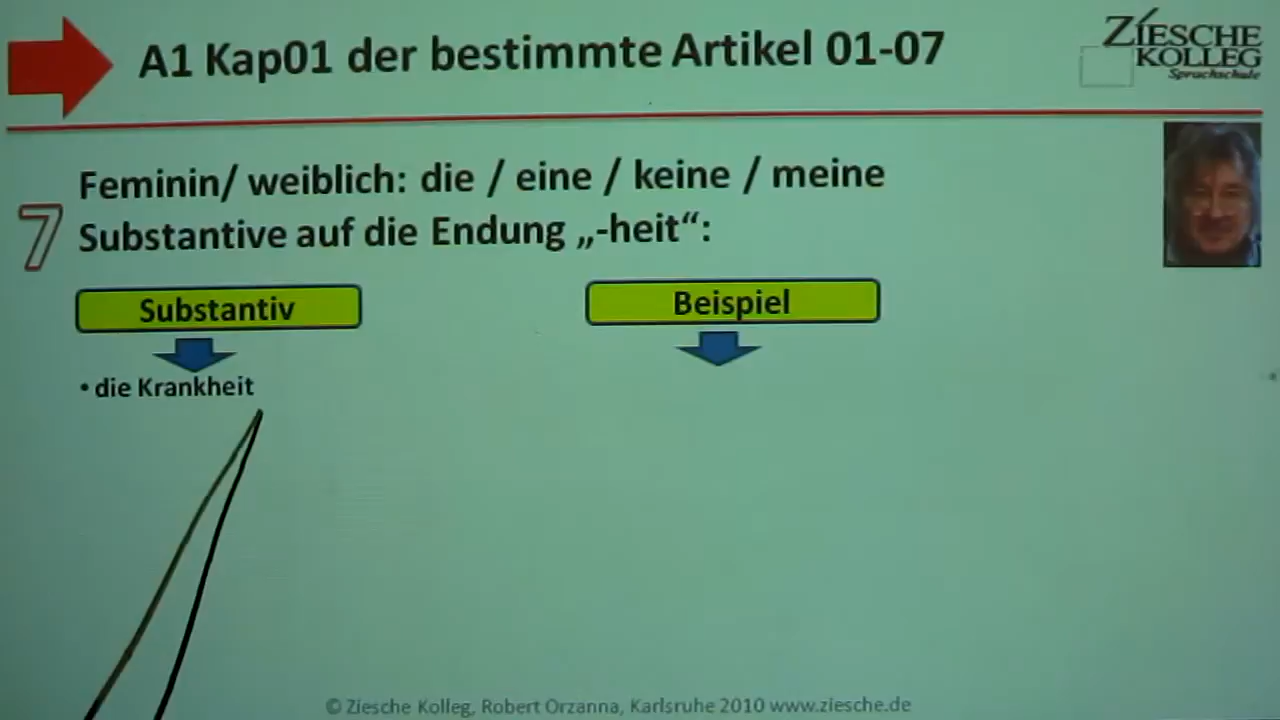 A1 Kap01 der bestimmte Artikel 01-07
ZIESCHE
KOLLEG
Sprachschule
Feminin/ weiblich: die / eine / keine / meine
7
Substantive auf die Endung „-heit“:
Substantiv
Beispiel
• die Krankheit
© Ziesche Kolleg, Robert Orzanna, Karlsruhe 2010 www.ziesche.de